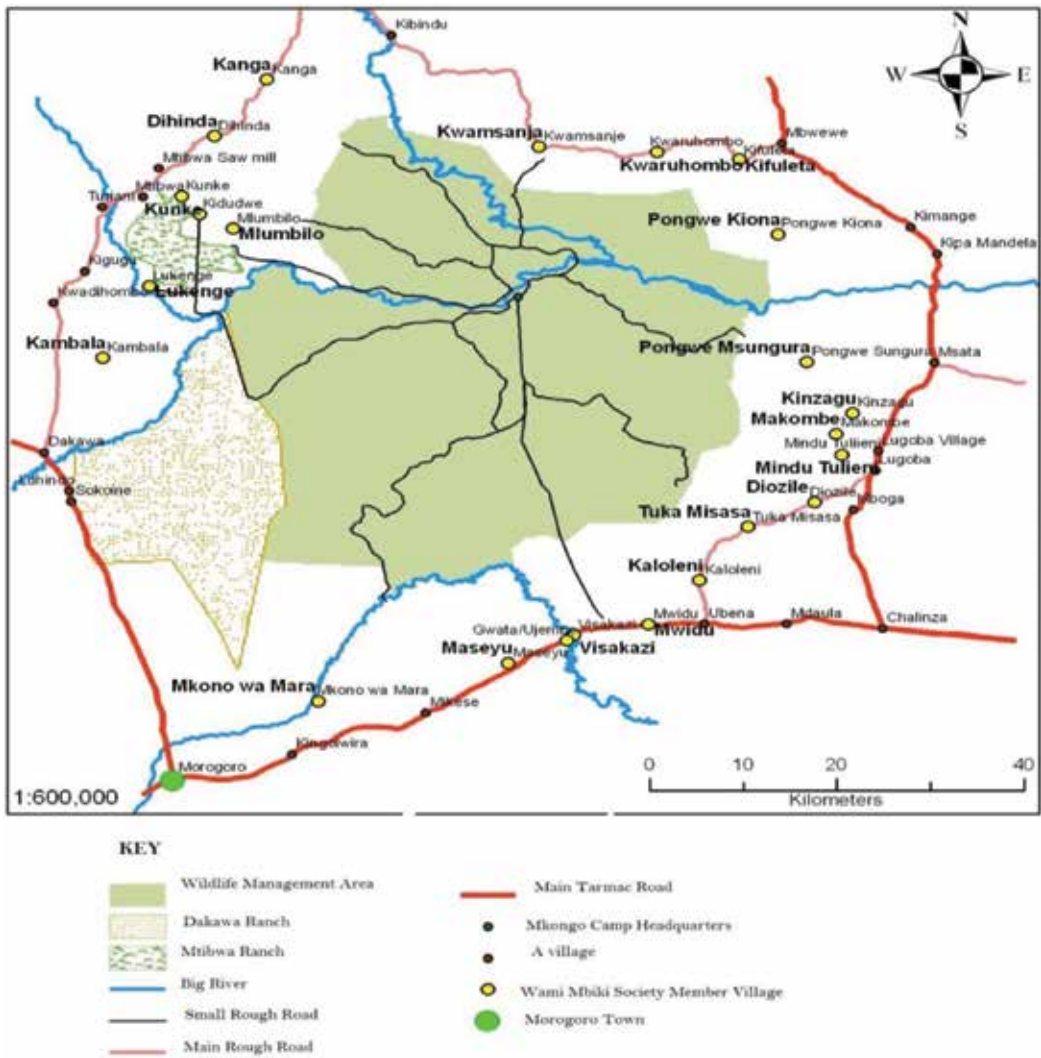 Kibindu
N
W
E
S
Kanga Kanga
Dihinda Dihinda
Mtibwa Saw mill
Kwamsanja Kwamsanje
Kwaruhombo Kifuleta
Kwaruhombo Kifuleta
Mbwewe
Mtibwa Kunke
Turiani
Kidudwe
Kunke
Mlumbilo
Mlumbilo
Pongwe Kiona Pongwe Kiona
Kimange
Kipa Mandela
Kigugu
Lukenge
Lukenge
Kwadihombo
Kambala Kambala
Pongwe Msungura Pongwe Sungura Msata
Kinzagu Kinzagu
Makombe Makombe
Mindu Tuliieni Lugoba Village
Lugoba
Mindu Tulieni
Diozile Diozile
Mboga
Dakawa
Sokoine
Tuka Misasa Tuka Misasa
Kaloleni Kaloleni
Mwidu Ubena Mdaula Chalinza
Mwidu
Visakazi
Visakazi
Maseyu Maseyu
Mkono wa Mara Mkono wa Mara
Mikese
Kingolwira
Morogoro
0 10 20 40
Kilometers
1:600,000
KEY
Wildlife Management Area
Dakawa Ranch
Mtibwa Ranch
Big River
Small Rough Road
Main Rough Road
Main Tarmac Road
Mkongo Camp Headquarters
A village
Wami Mbiki Society Member Village
Morogoro Town